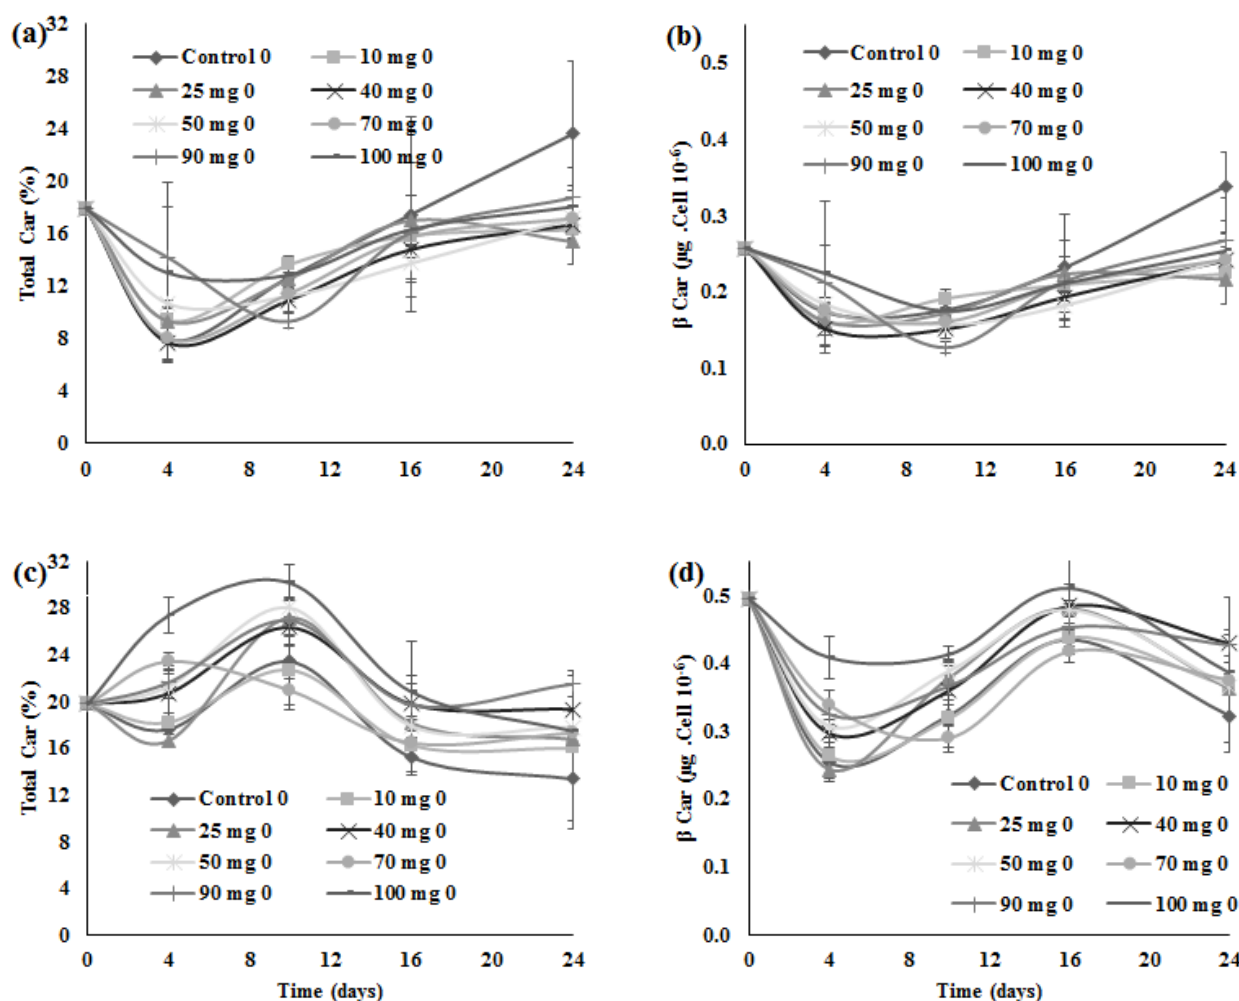 (a)
Total Car (%)
32
28
24
20
16
12
8
4
0
Control 0 10 mg 0
25 mg 0 40 mg 0
50 mg 0 70 mg 0
90 mg 0 100 mg 0
0 4 8 12 16 20 24
(b)
β Car (µg .Cell 10⁻⁶)
0.5
0.4
0.3
0.2
0.1
0.0
Control 0 10 mg 0
25 mg 0 40 mg 0
50 mg 0 70 mg 0
90 mg 0 100 mg 0
0 4 8 12 16 20 24
(c)
Total Car (%)
32
28
24
20
16
12
8
4
0
Control 0 10 mg 0
25 mg 0 40 mg 0
50 mg 0 70 mg 0
90 mg 0 100 mg 0
0 4 8 12 16 20 24
Time (days)
(d)
β Car (µg .Cell 10⁻⁶)
0.5
0.4
0.3
0.2
0.1
0.0
Control 0 10 mg 0
25 mg 0 40 mg 0
50 mg 0 70 mg 0
90 mg 0 100 mg 0
0 4 8 12 16 20 24
Time (days)